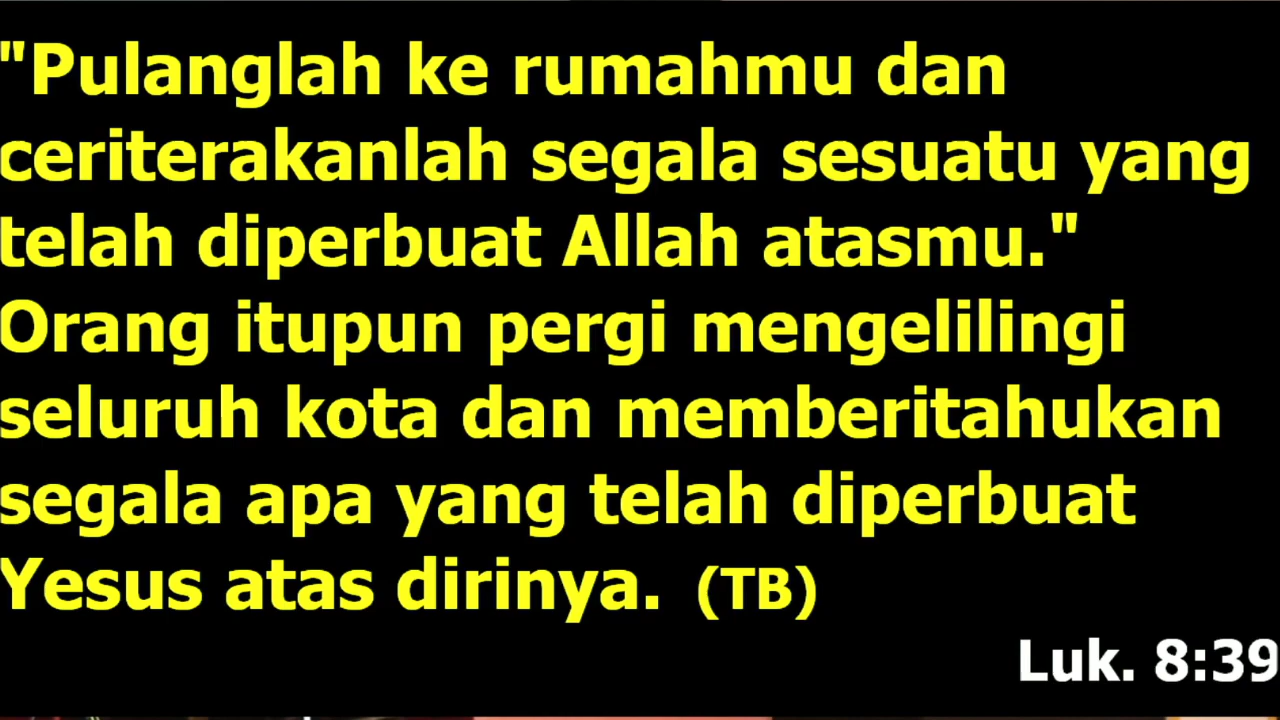 "Pulanglah ke rumahmu dan
ceriterakanlah segala sesuatu yang
telah diperbuat Allah atasmu."
Orang itupun pergi mengelilingi
seluruh kota dan memberitahukan
segala apa yang telah diperbuat
Yesus atas dirinya. (TB)
Luk. 8:39